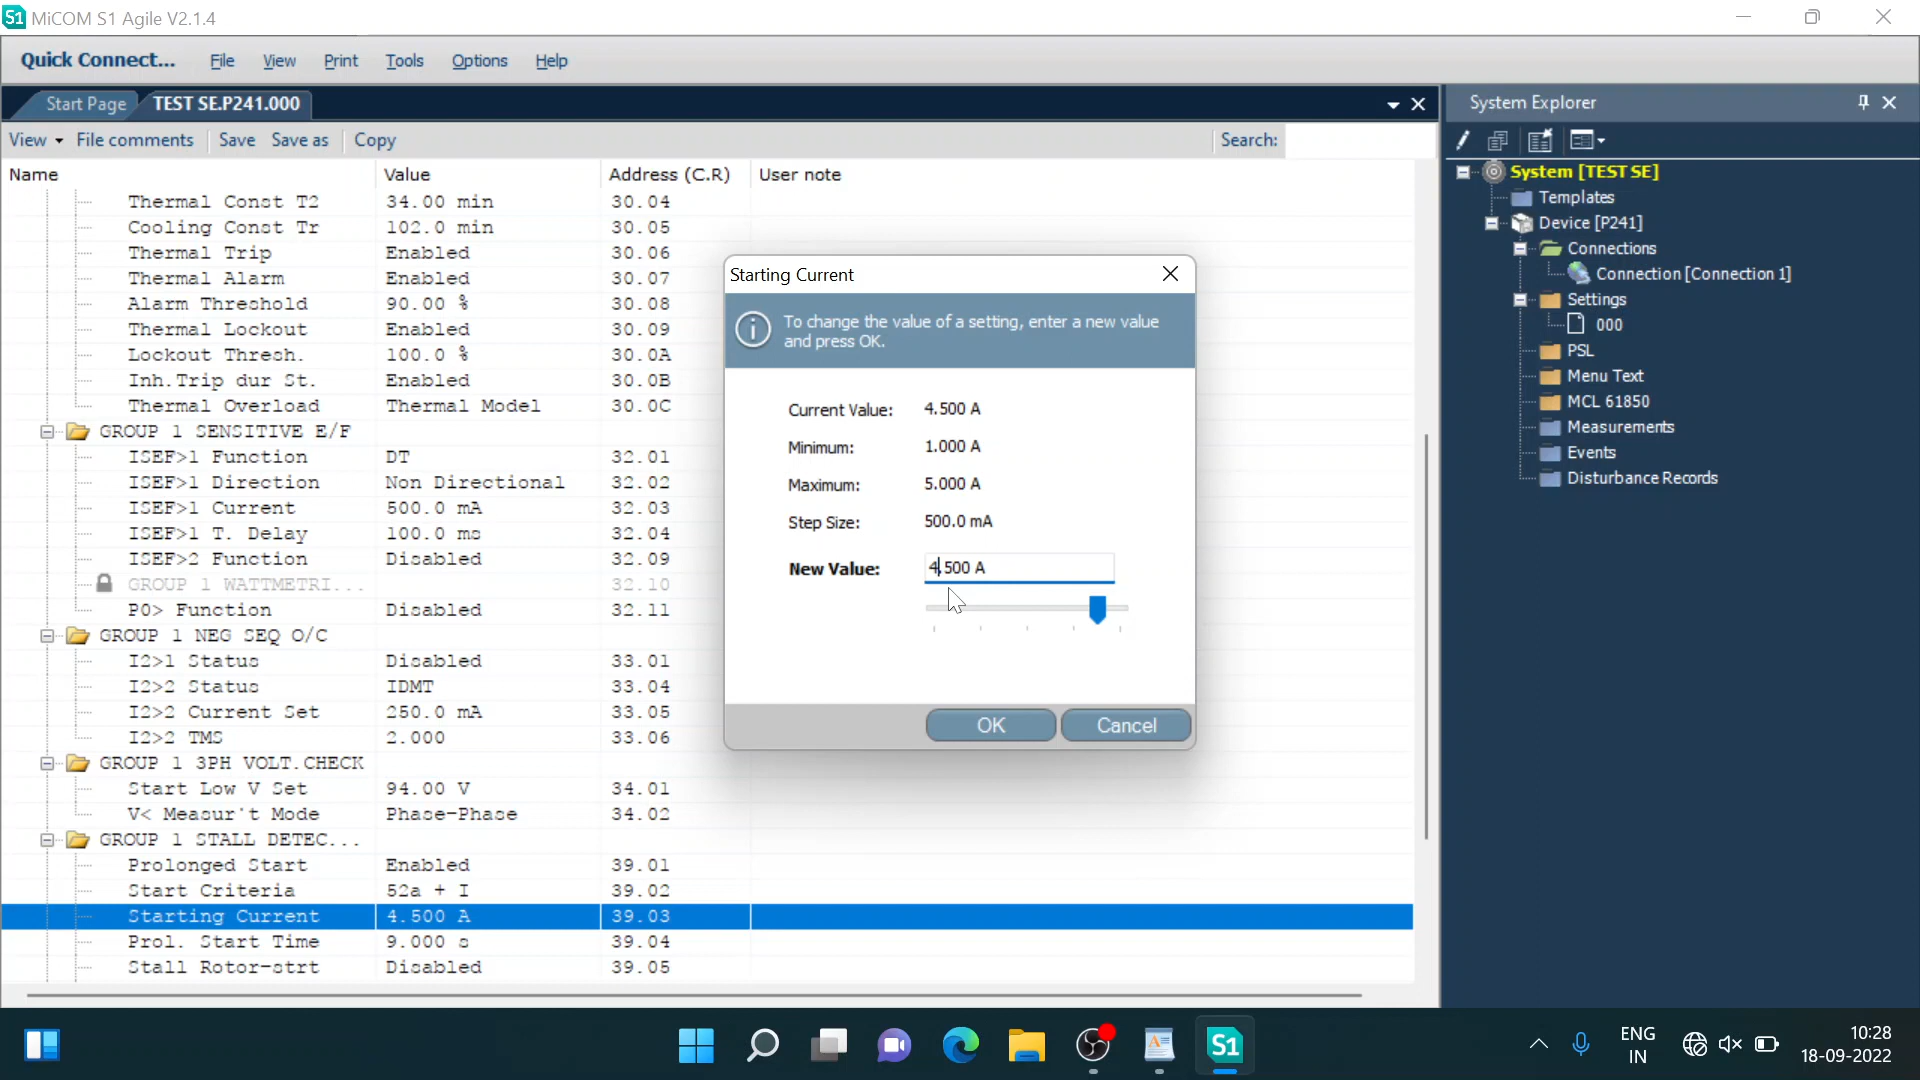 S1 MiCOM S1 Agile V2.1.4
Quick Connect... File View Print Tools Options Help
Start Page TEST SE.P241.000
View File comments Save Save as Copy Search:
Name Value Address (C.R) User note
Thermal Const T2 34.00 min 30.04
Cooling Const Tr 102.0 min 30.05
Thermal Trip Enabled 30.06
Thermal Alarm Enabled 30.07
Alarm Threshold 90.00 % 30.08
Thermal Lockout Enabled 30.09
Lockout Thresh. 100.0 % 30.0A
Inh.Trip dur St. Enabled 30.0B
Thermal Overload Thermal Model 30.0C
GROUP 1 SENSITIVE E/F
ISEF>1 Function DT 32.01
ISEF>1 Direction Non Directional 32.02
ISEF>1 Current 500.0 mA 32.03
ISEF>1 T. Delay 100.0 ms 32.04
ISEF>2 Function Disabled 32.09
GROUP 1 WATTMETRI... 32.10
P0> Function Disabled 32.11
GROUP 1 NEG SEQ O/C
I2>1 Status Disabled 33.01
I2>2 Status IDMT 33.04
I2>2 Current Set 250.0 mA 33.05
I2>2 TMS 2.000 33.06
GROUP 1 3PH VOLT.CHECK
Start Low V Set 94.00 V 34.01
V< Measur't Mode Phase-Phase 34.02
GROUP 1 STALL DETEC...
Prolonged Start Enabled 39.01
Start Criteria 52a + I 39.02
Starting Current 4.500 A 39.03
Prol. Start Time 9.000 s 39.04
Stall Rotor-strt Disabled 39.05
Starting Current
To change the value of a setting, enter a new value
and press OK.
Current Value: 4.500 A
Minimum: 1.000 A
Maximum: 5.000 A
Step Size: 500.0 mA
New Value: 4.500 A
OK Cancel
System Explorer
System [TEST SE]
Templates
Device [P241]
Connections
Connection [Connection 1]
Settings
000
PSL
Menu Text
MCL 61850
Measurements
Events
Disturbance Records
S1
ENG
IN
10:28
18-09-2022